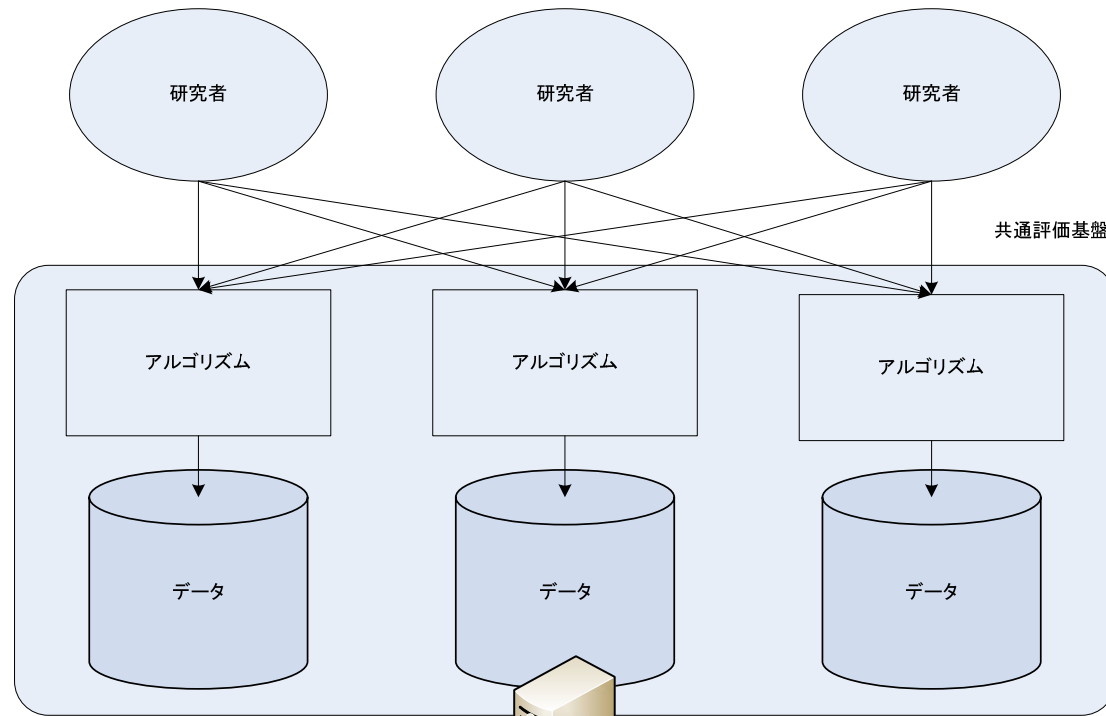 研究者
研究者
研究者
共通評価基盤
アルゴリズム
アルゴリズム
アルゴリズム
データ
データ
データ